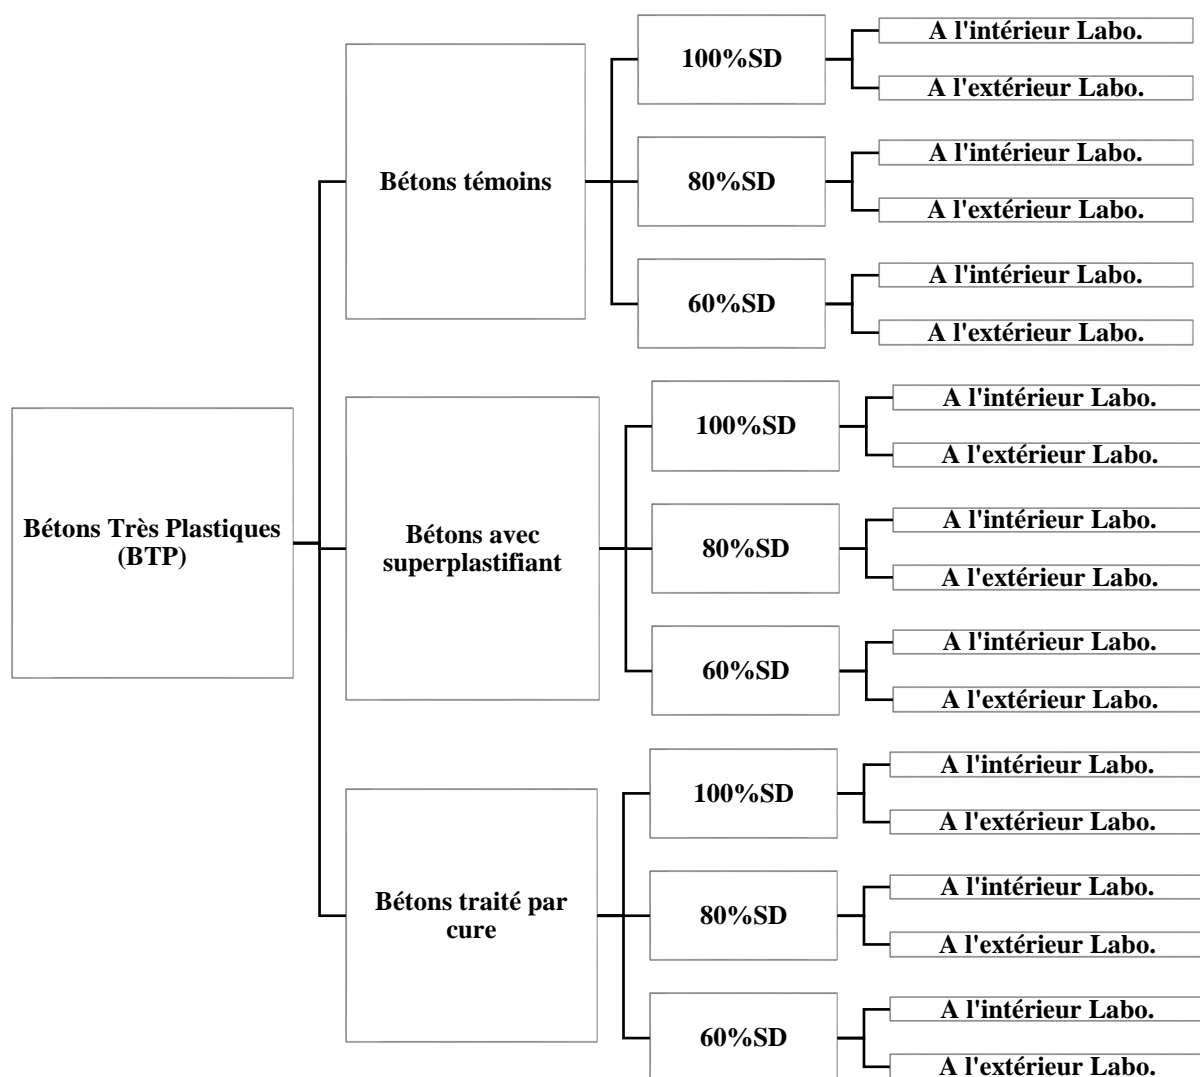 Bétons Très Plastiques
(BTP)
Bétons témoins
100%SD
A l'intérieur Labo.
A l'extérieur Labo.
80%SD
A l'intérieur Labo.
A l'extérieur Labo.
60%SD
A l'intérieur Labo.
A l'extérieur Labo.
Bétons avec
superplastifiant
100%SD
A l'intérieur Labo.
A l'extérieur Labo.
80%SD
A l'intérieur Labo.
A l'extérieur Labo.
60%SD
A l'intérieur Labo.
A l'extérieur Labo.
Bétons traité par
cure
100%SD
A l'intérieur Labo.
A l'extérieur Labo.
80%SD
A l'intérieur Labo.
A l'extérieur Labo.
60%SD
A l'intérieur Labo.
A l'extérieur Labo.